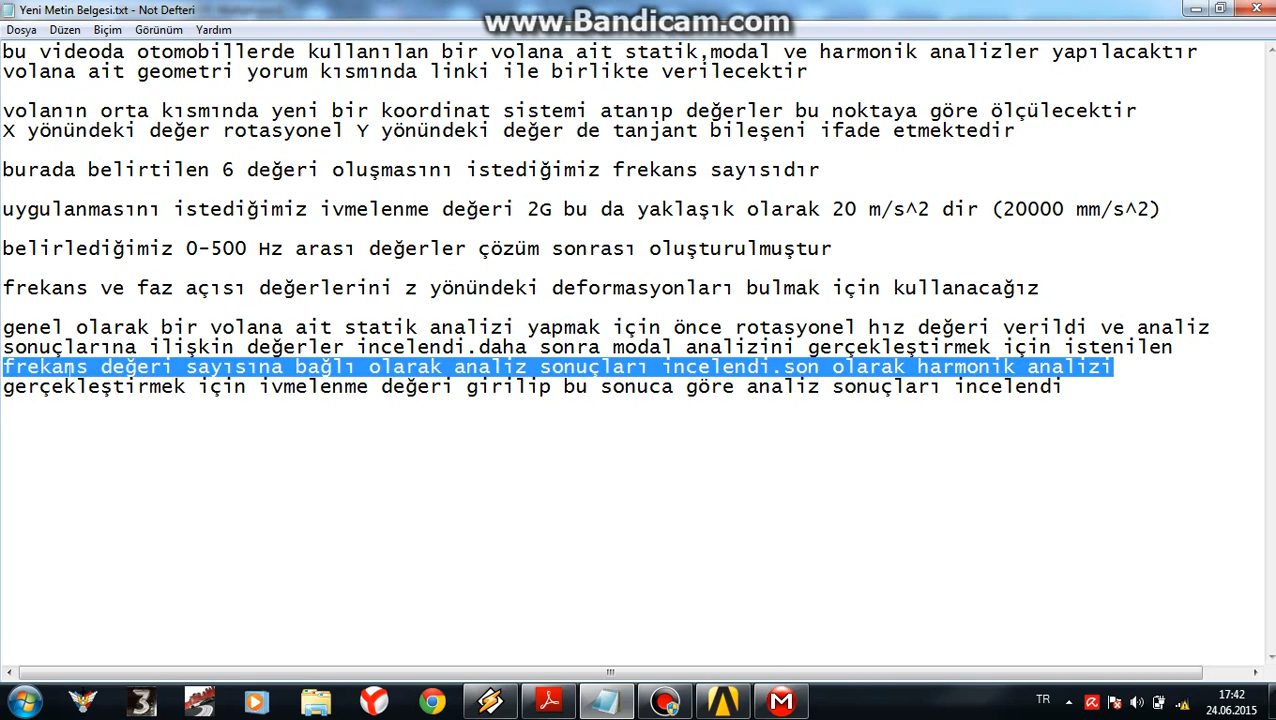 Yeni Metin Belgesi.txt - Not Defteri
www.Bandicam.com
Dosya Düzen Biçim Görünüm Yardım
bu videoda otomobillerde kullanılan bir volana ait statik,modal ve harmonik analizler yapılacaktır
volana ait geometri yorum kısmında linki ile birlikte verilecektir
volanın orta kısmında yeni bir koordinat sistemi atanıp değerler bu noktaya göre ölçülecektir
X yönündeki değer rotasyonel Y yönündeki değer de tanjant bileşeni ifade etmektedir
burada belirtilen 6 değeri oluşmasını istediğimiz frekans sayısıdır
uygulanmasını istediğimiz ivmelenme değeri 2G bu da yaklaşık olarak 20 m/s^2 dir (20000 mm/s^2)
belirlediğimiz 0-500 Hz arası değerler çözüm sonrası oluşturulmuştur
frekans ve faz açısı değerlerini z yönündeki deformasyonları bulmak için kullanacağız
genel olarak bir volana ait statik analizi yapmak için önce rotasyonel hız değeri verildi ve analiz
sonuçlarına ilişkin değerler incelendi.daha sonra modal analizini gerçekleştirmek için istenilen
frekans değeri sayısına bağlı olarak analiz sonuçları incelendi.son olarak harmonik analizi
gerçekleştirmek için ivmelenme değeri girilip bu sonuca göre analiz sonuçları incelendi
3
TR
17:42
24.06.2015